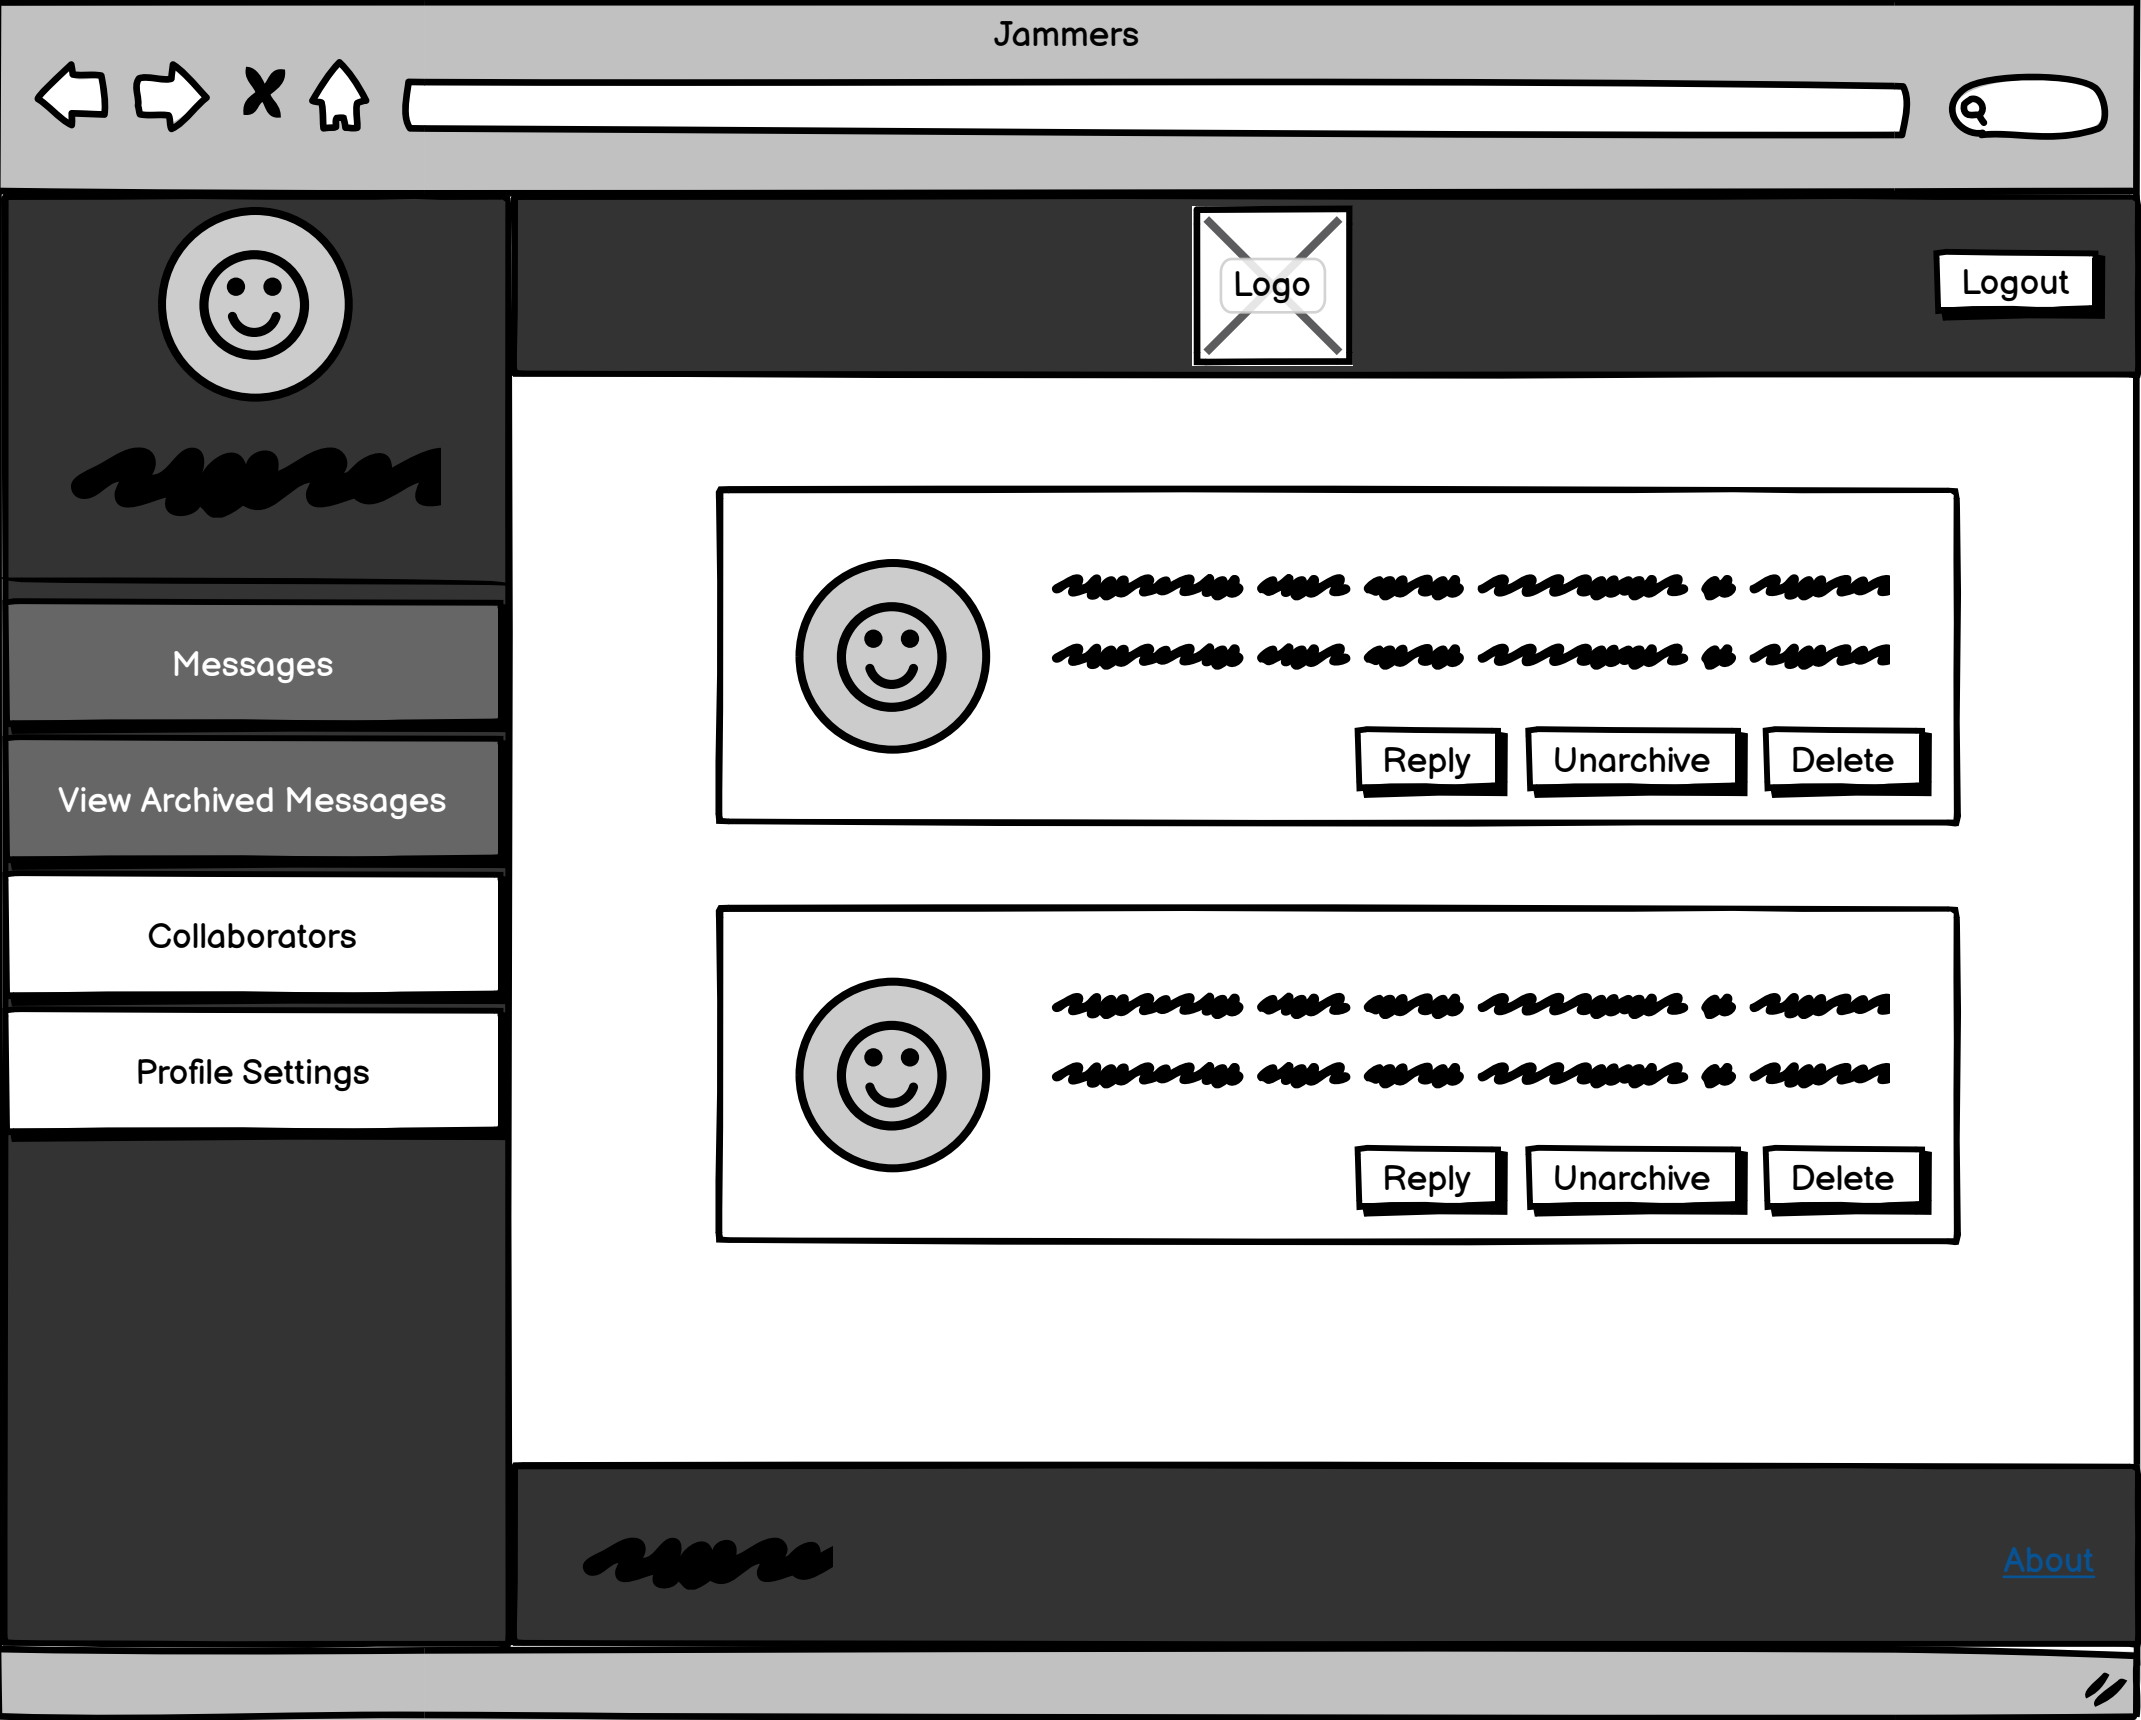 Jammers
Logo
Logout
Messages
View Archived Messages
Collaborators
Profile Settings
Reply
Unarchive
Delete
Reply
Unarchive
Delete
About